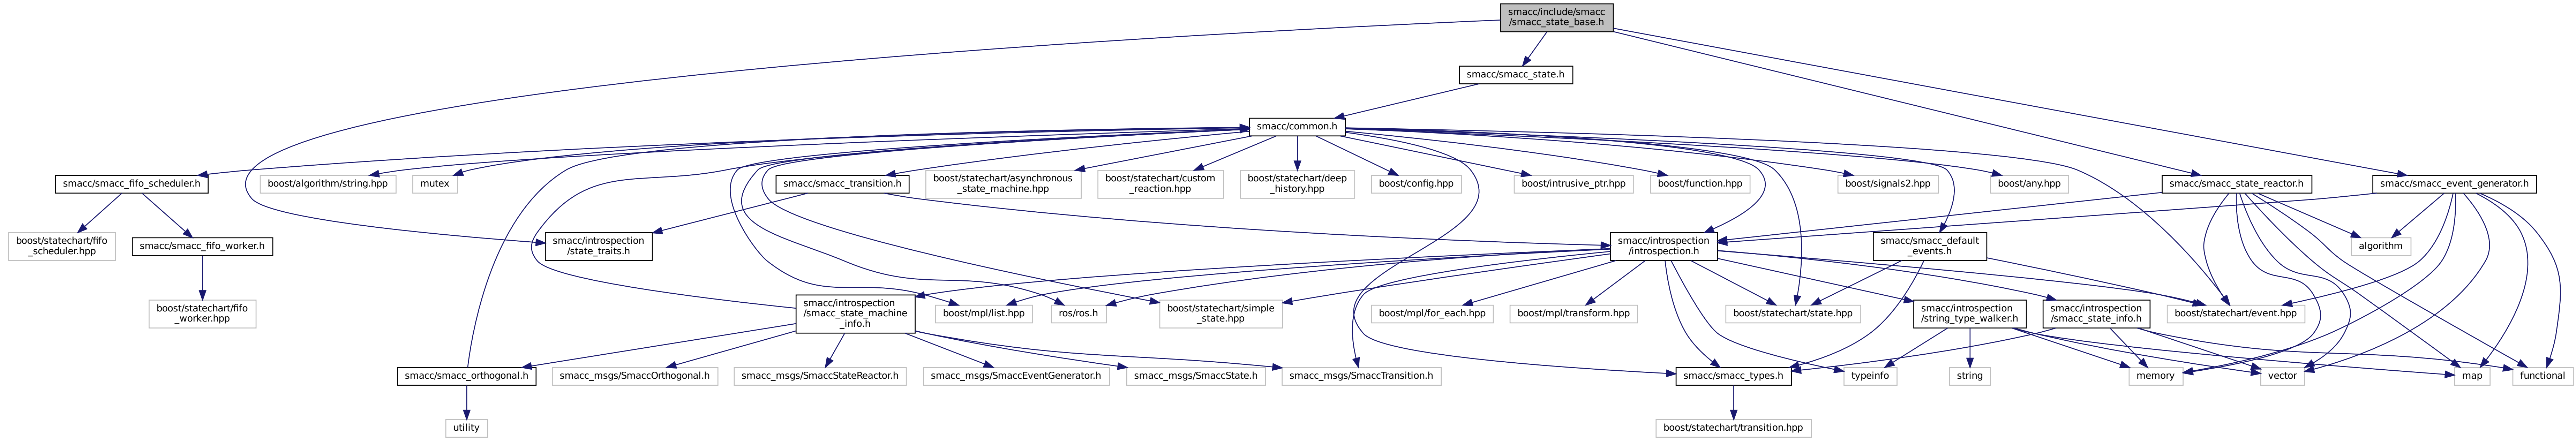 smacc/include/smacc
/smacc_state_base.h
smacc/smacc_state.h
smacc/common.h
smacc/smacc_fifo_scheduler.h
boost/algorithm/string.hpp
mutex
smacc/smacc_transition.h
boost/statechart/asynchronous
_state_machine.hpp
boost/statechart/custom
_reaction.hpp
boost/statechart/deep
_history.hpp
boost/config.hpp
boost/intrusive_ptr.hpp
boost/function.hpp
boost/signals2.hpp
boost/any.hpp
smacc/smacc_state_reactor.h
smacc/smacc_event_generator.h
boost/statechart/fifo
_scheduler.hpp
smacc/smacc_fifo_worker.h
smacc/introspection
/state_traits.h
smacc/introspection
/introspection.h
smacc/smacc_default
_events.h
algorithm
boost/statechart/fifo
_worker.hpp
smacc/introspection
/smacc_state_machine
_info.h
boost/mpl/list.hpp
ros/ros.h
boost/statechart/simple
_state.hpp
boost/mpl/for_each.hpp
boost/mpl/transform.hpp
boost/statechart/state.hpp
smacc/introspection
/string_type_walker.h
smacc/introspection
/smacc_state_info.h
boost/statechart/event.hpp
smacc/smacc_orthogonal.h
smacc_msgs/SmaccOrthogonal.h
smacc_msgs/SmaccStateReactor.h
smacc_msgs/SmaccEventGenerator.h
smacc_msgs/SmaccState.h
smacc_msgs/SmaccTransition.h
smacc/smacc_types.h
typeinfo
string
memory
vector
map
functional
utility
boost/statechart/transition.hpp